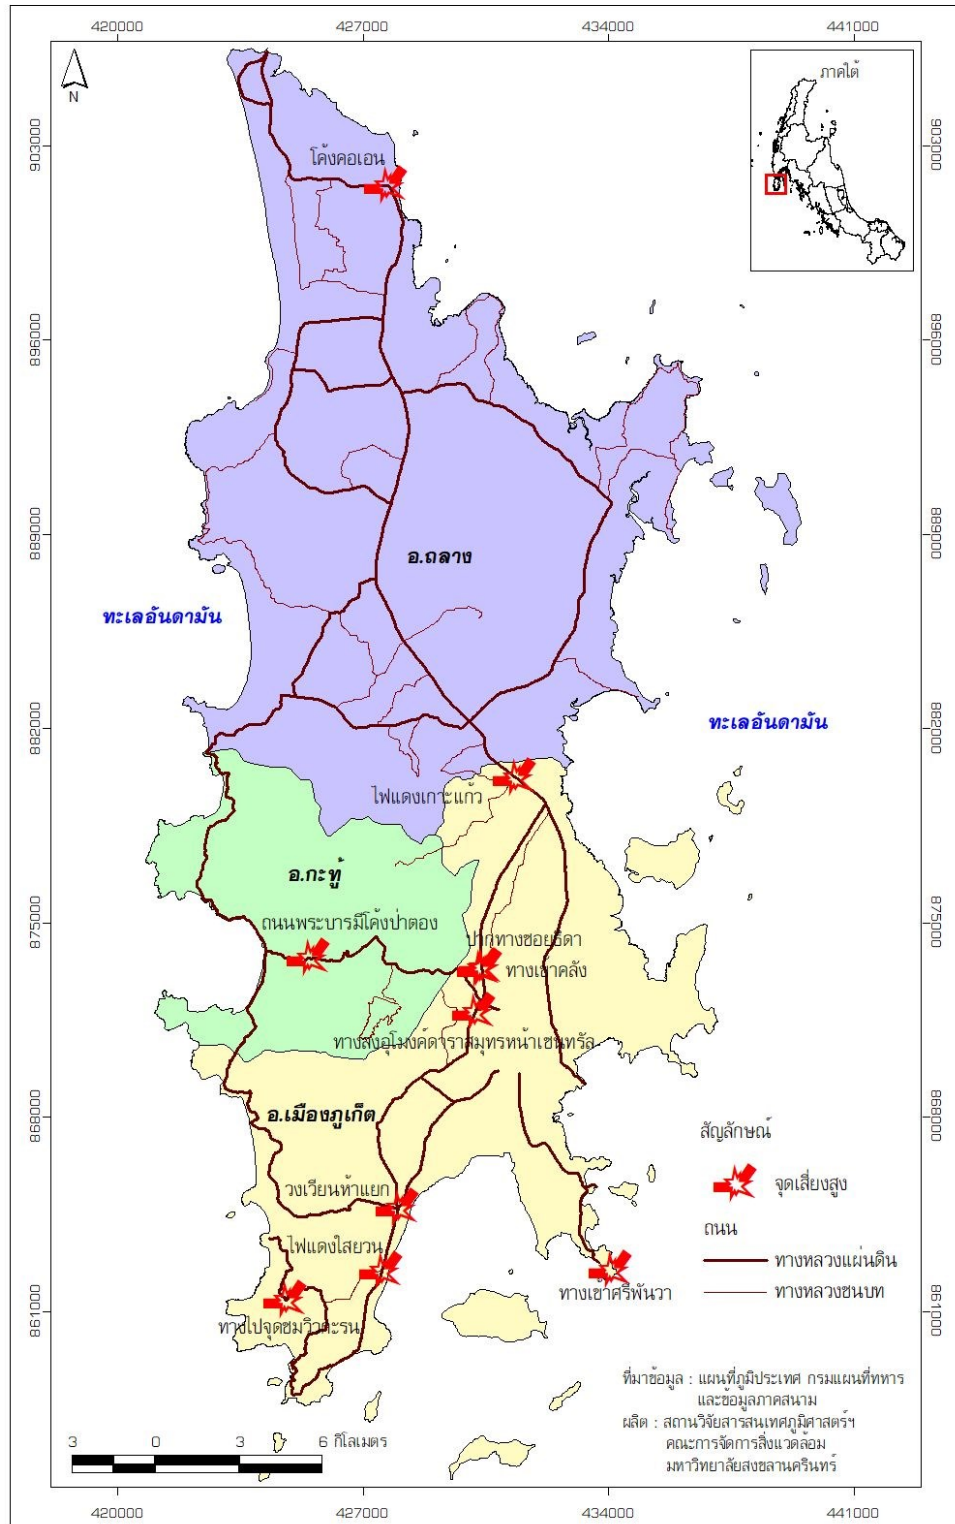 420000 427000 434000 441000
ภาคใต้
N
903000 903000
โค้งคอเอน
896000 896000
889000 889000
อ.ถลาง
ทะเลอันดามัน
ทะเลอันดามัน
882000 882000
ไฟแดงเกาะแก้ว
อ.กะทู้
875000 875000
ถนนพระบารมีโค้งป่าตอง
ปากทางซอยธิดา
ทางเข้าคลัง
ทางลงอุโมงค์ดาราสมุทรหน้าเซนทรัล
868000 868000
อ.เมืองภูเก็ต
สัญลักษณ์
จุดเสี่ยงสูง
วงเวียนห้าแยก
ถนน
ไฟแดงใสยวน
ทางหลวงแผ่นดิน
ทางหลวงชนบท
ทางเข้าศรีพันวา
861000 861000
ทางไปจุดชมวิวกะรน
ที่มาข้อมูล : แผนที่ภูมิประเทศ กรมแผนที่ทหาร
และข้อมูลภาคสนาม
ผลิต : สถานวิจัยสารสนเทศภูมิศาสตร์ฯ
คณะการจัดการสิ่งแวดล้อม
มหาวิทยาลัยสงขลานครินทร์
3 0 3 6 กิโลเมตร
420000 427000 434000 441000